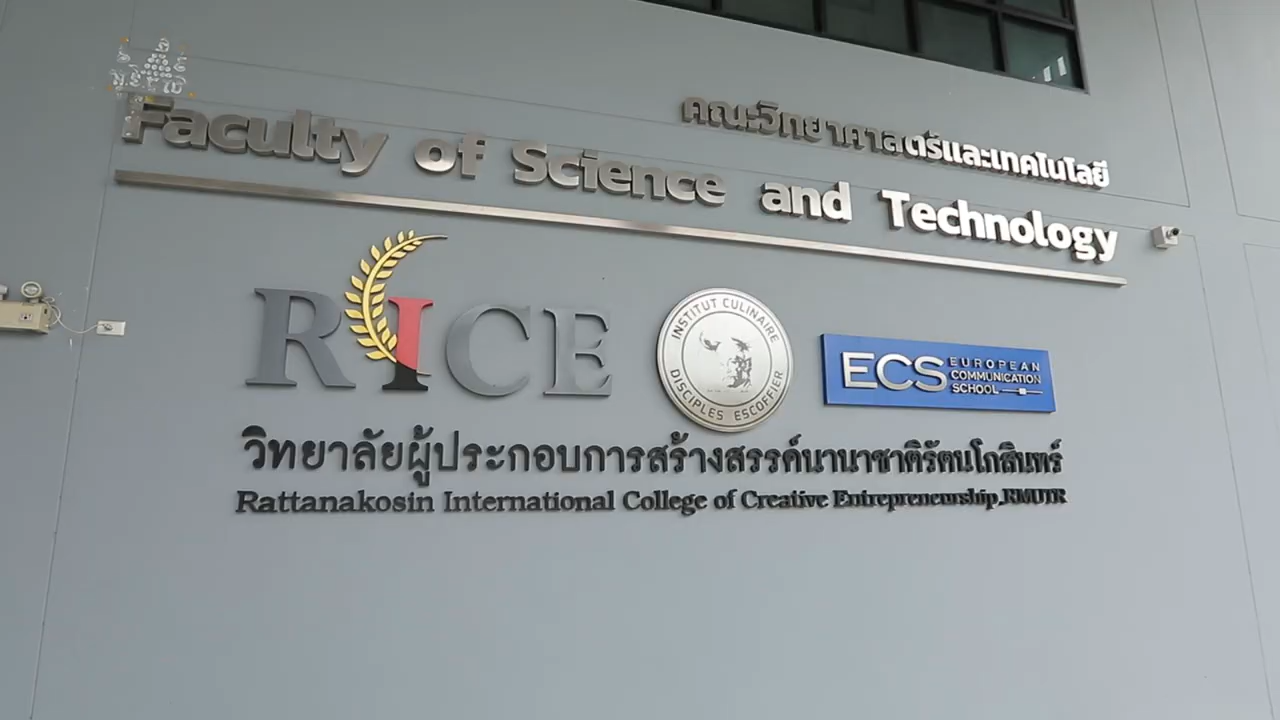 คณะวิทยาศาสตร์และเทคโนโลยี
Faculty of Science and Technology
RICE
INSTITUT CULINAIRE
DISCIPLES ESCOFFIER
ECS EUROPEAN
COMMUNICATION
SCHOOL
วิทยาลัยผู้ประกอบการสร้างสรรค์นานาชาติรัตนโกสินทร์
Rattanakosin International College of Creative Entrepreneurship,RMUTR